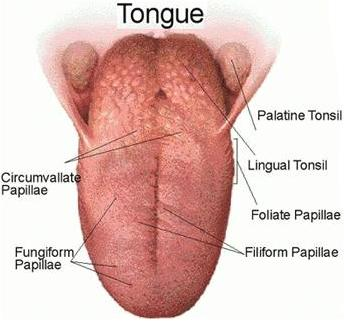 Tongue
Palatine Tonsil
Lingual Tonsil
Circumvallate
Papillae
Foliate Papillae
Fungiform
Papillae
Filiform Papillae